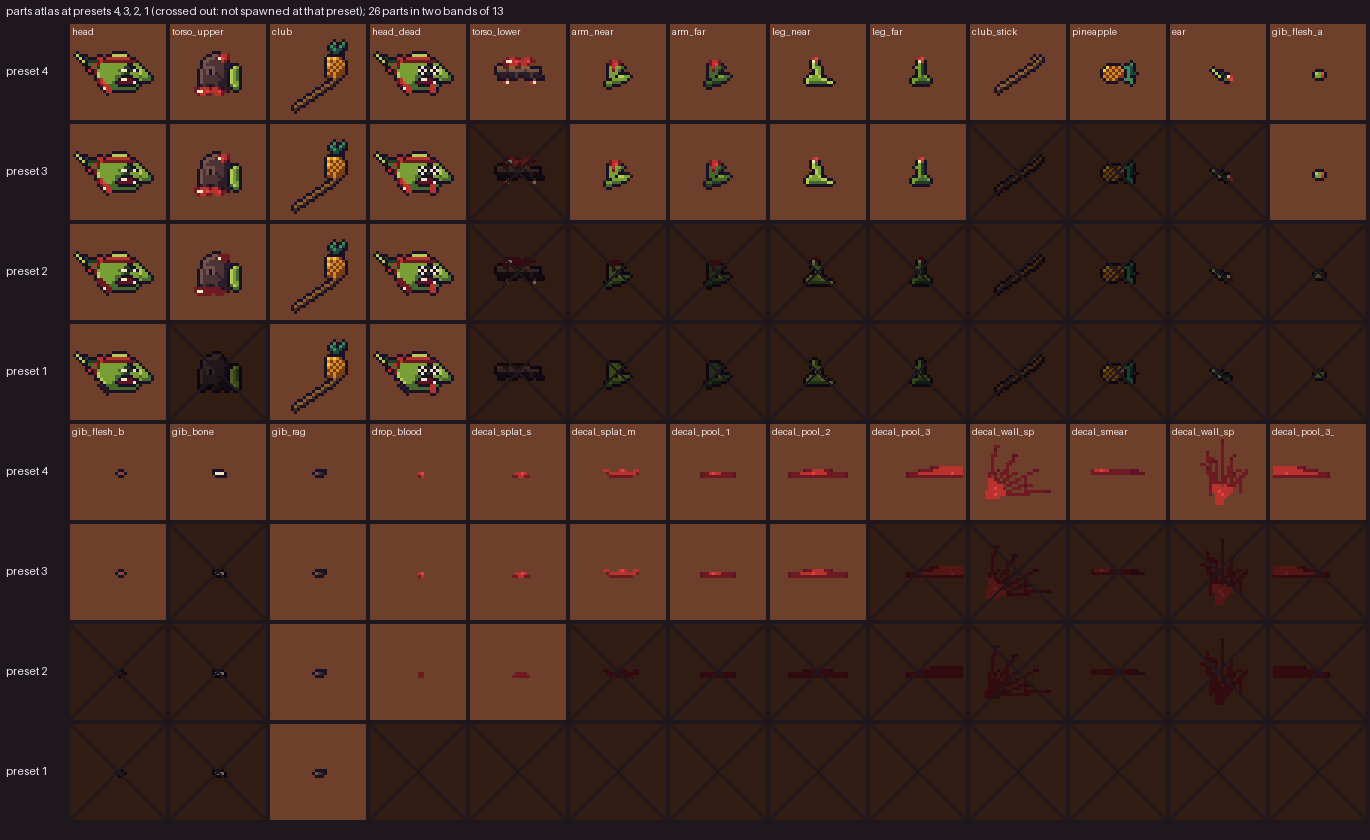 parts atlas at presets 4, 3, 2, 1 (crossed out: not spawned at that preset); 26 parts in two bands of 13
head torso_upper club head_dead torso_lower arm_near arm_far leg_near leg_far club_stick pineapple ear gib_flesh_a
preset 4
preset 3
preset 2
preset 1
gib_flesh_b gib_bone gib_rag drop_blood decal_splat_s decal_splat_m decal_pool_1 decal_pool_2 decal_pool_3 decal_wall_sp decal_smear decal_wall_sp decal_pool_3_
preset 4
preset 3
preset 2
preset 1